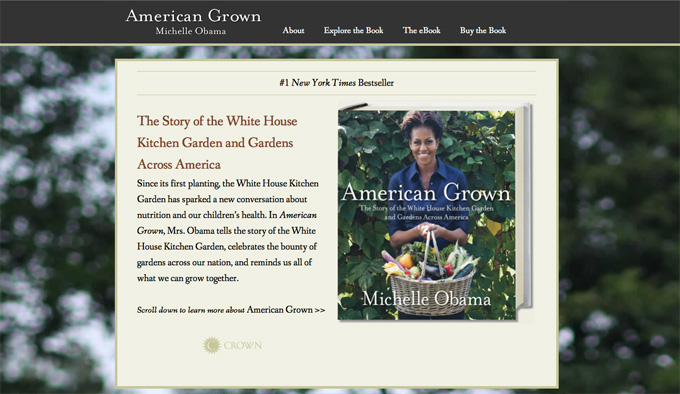 American Grown
Michelle Obama
About Explore the Book The eBook Buy the Book
#1 New York Times Bestseller
The Story of the White House
Kitchen Garden and Gardens
Across America
Since its first planting, the White House Kitchen
Garden has sparked a new conversation about
nutrition and our children's health. In American
Grown, Mrs. Obama tells the story of the White
House Kitchen Garden, celebrates the bounty of
gardens across our nation, and reminds us all of
what we can grow together.
Scroll down to learn more about American Grown >>
CROWN
American Grown
The Story of the White House Kitchen Garden
and Gardens Across America
Michelle Obama